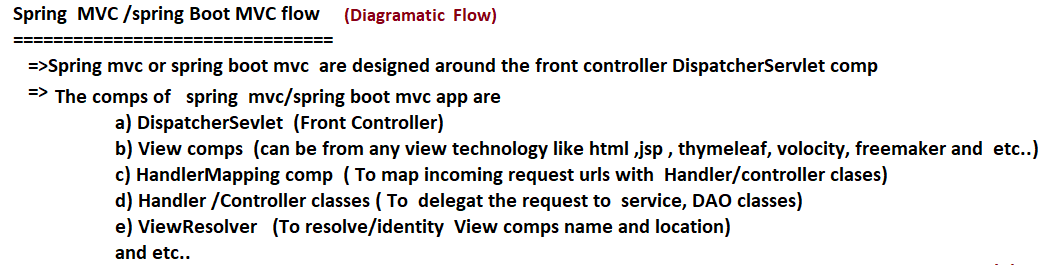 Spring MVC /spring Boot MVC flow (Diagramatic Flow)
================================
=>Spring mvc or spring boot mvc are designed around the front controller DispatcherServlet comp
=> The comps of spring mvc/spring boot mvc app are
a) DispatcherSevlet (Front Controller)
b) View comps (can be from any view technology like html ,jsp , thymeleaf, volocity, freemaker and etc..)
c) HandlerMapping comp ( To map incoming request urls with Handler/controller clases)
d) Handler /Controller classes ( To delegat the request to service, DAO classes)
e) ViewResolver (To resolve/identity View comps name and location)
and etc..